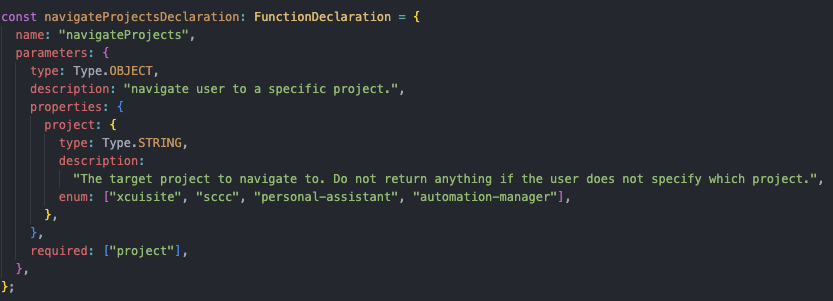 const navigateProjectsDeclaration: FunctionDeclaration = {
  name: "navigateProjects",
  parameters: {
    type: Type.OBJECT,
    description: "navigate user to a specific project.",
    properties: {
      project: {
        type: Type.STRING,
        description:
          "The target project to navigate to. Do not return anything if the user does not specify which project.",
        enum: ["xcuisite", "sccc", "personal-assistant", "automation-manager"],
      },
    },
    required: ["project"],
  },
};